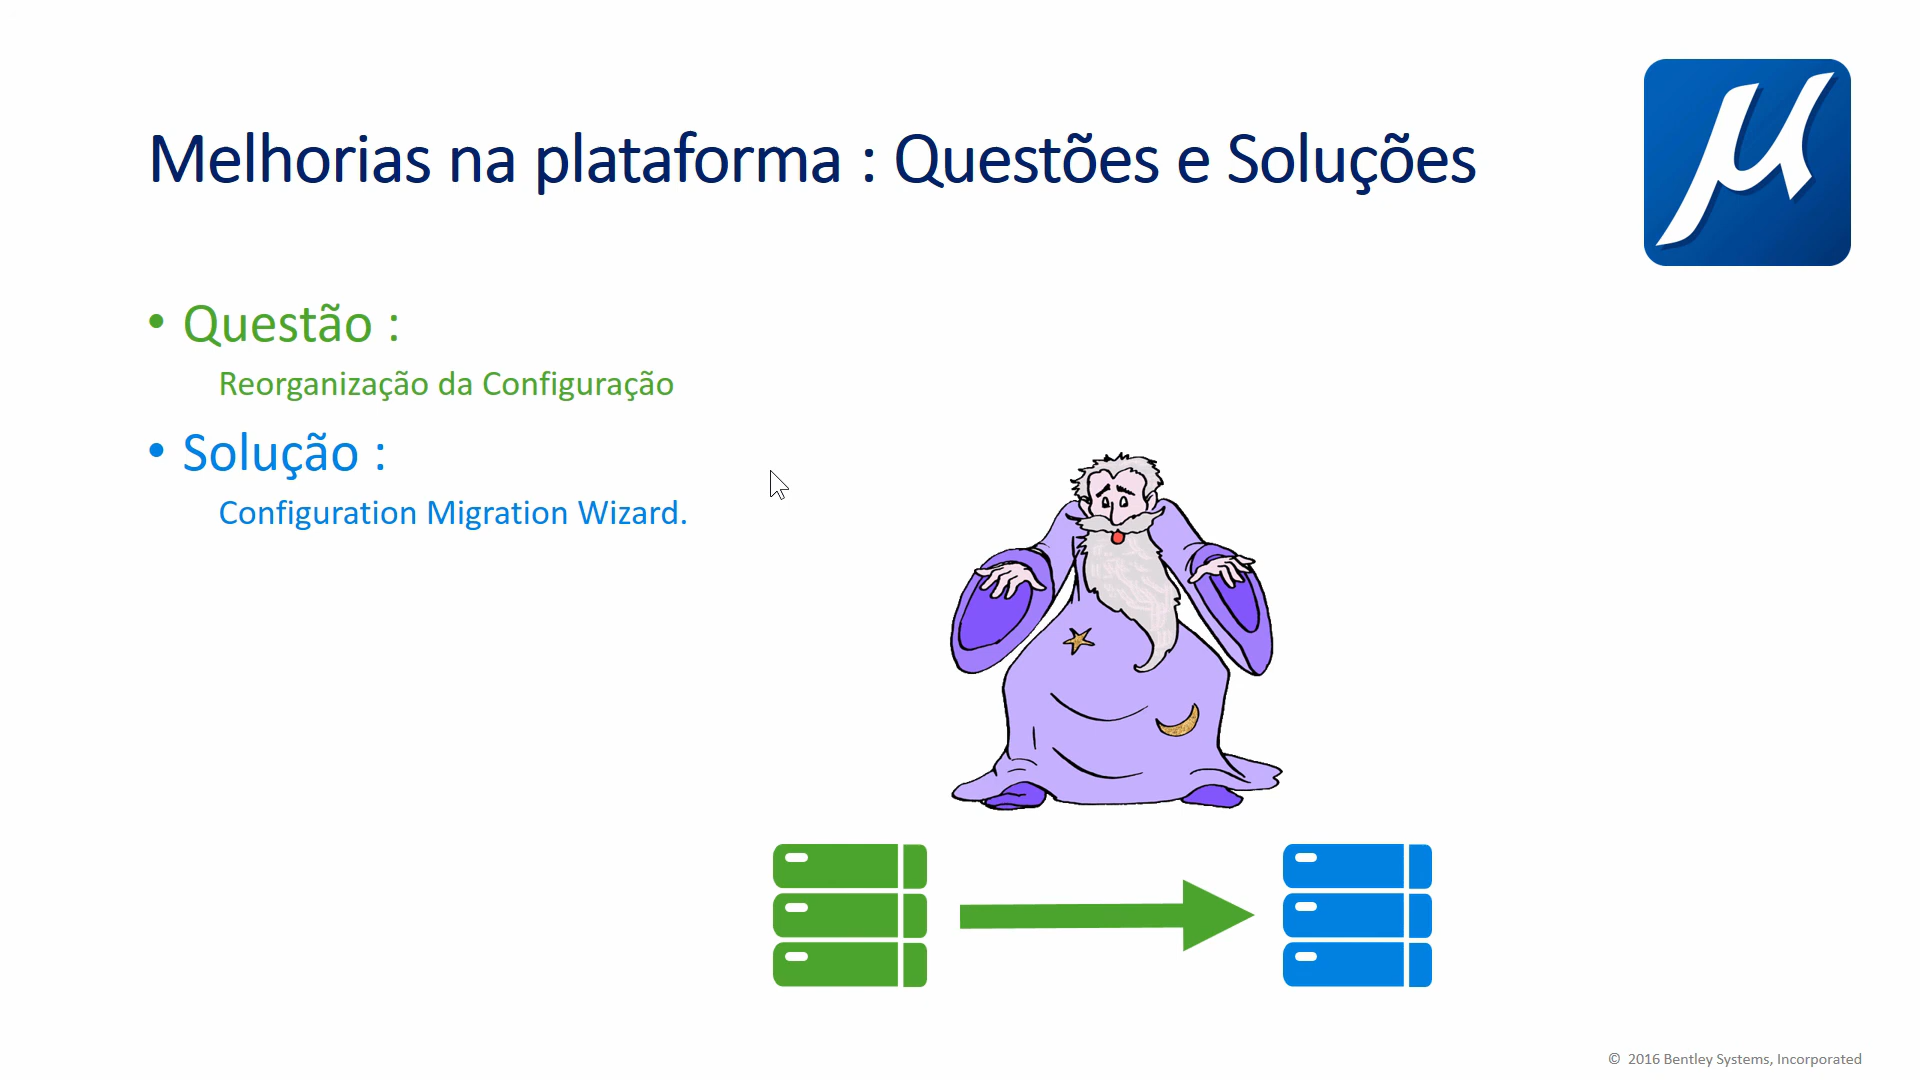 Melhorias na plataforma : Questões e Soluções
• Questão :
Reorganização da Configuração
• Solução :
Configuration Migration Wizard.
μ
© 2016 Bentley Systems, Incorporated